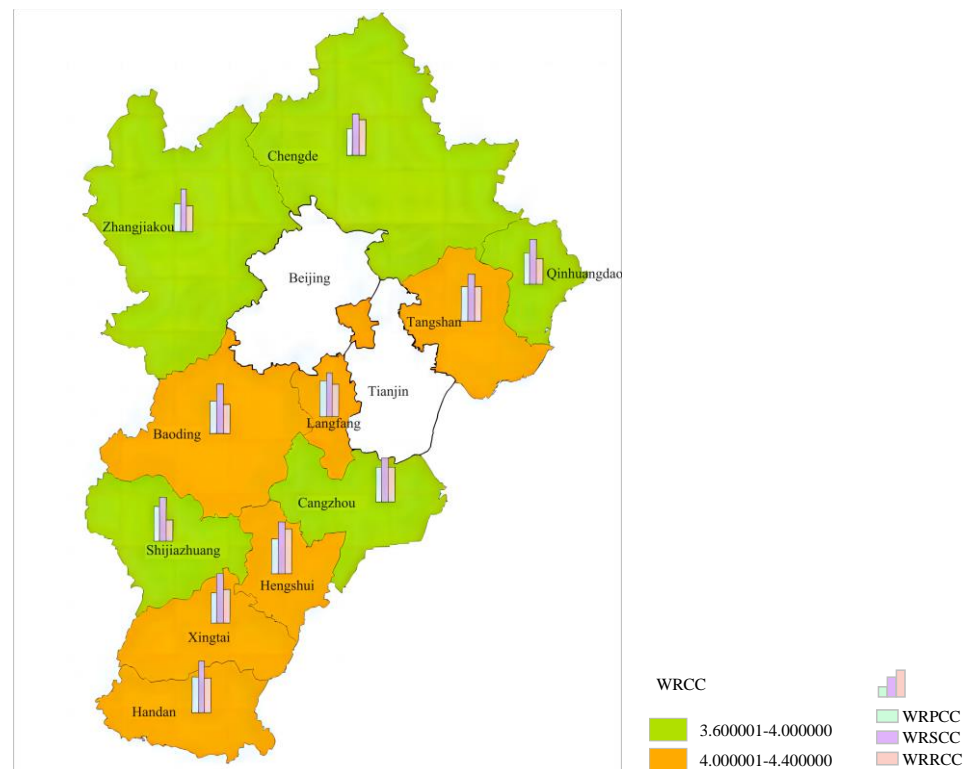 Chengde
Zhangjiakou
Qinhuangdao
Beijing
Tangshan
Tianjin
Langfang
Baoding
Cangzhou
Shijiazhuang
Hengshui
Xingtai
Handan
WRCC
3.600001-4.000000
4.000001-4.400000
WRPCC
WRSCC
WRRCC